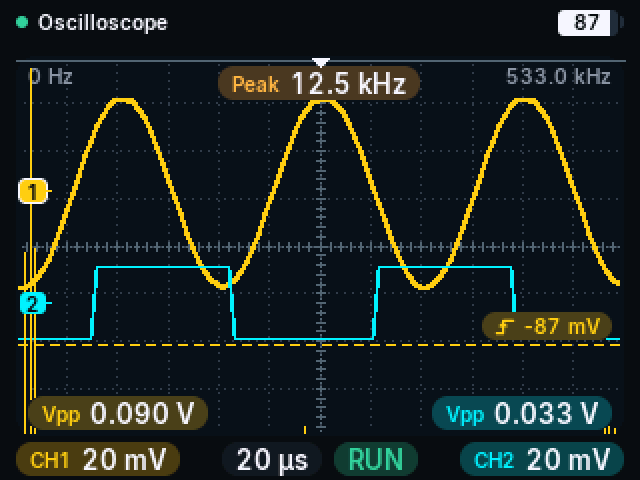 Oscilloscope 87
0 Hz Peak 12.5 kHz 533.0 kHz
1
2
-87 mV
Vpp 0.090 V Vpp 0.033 V
CH1 20 mV 20 µs RUN CH2 20 mV